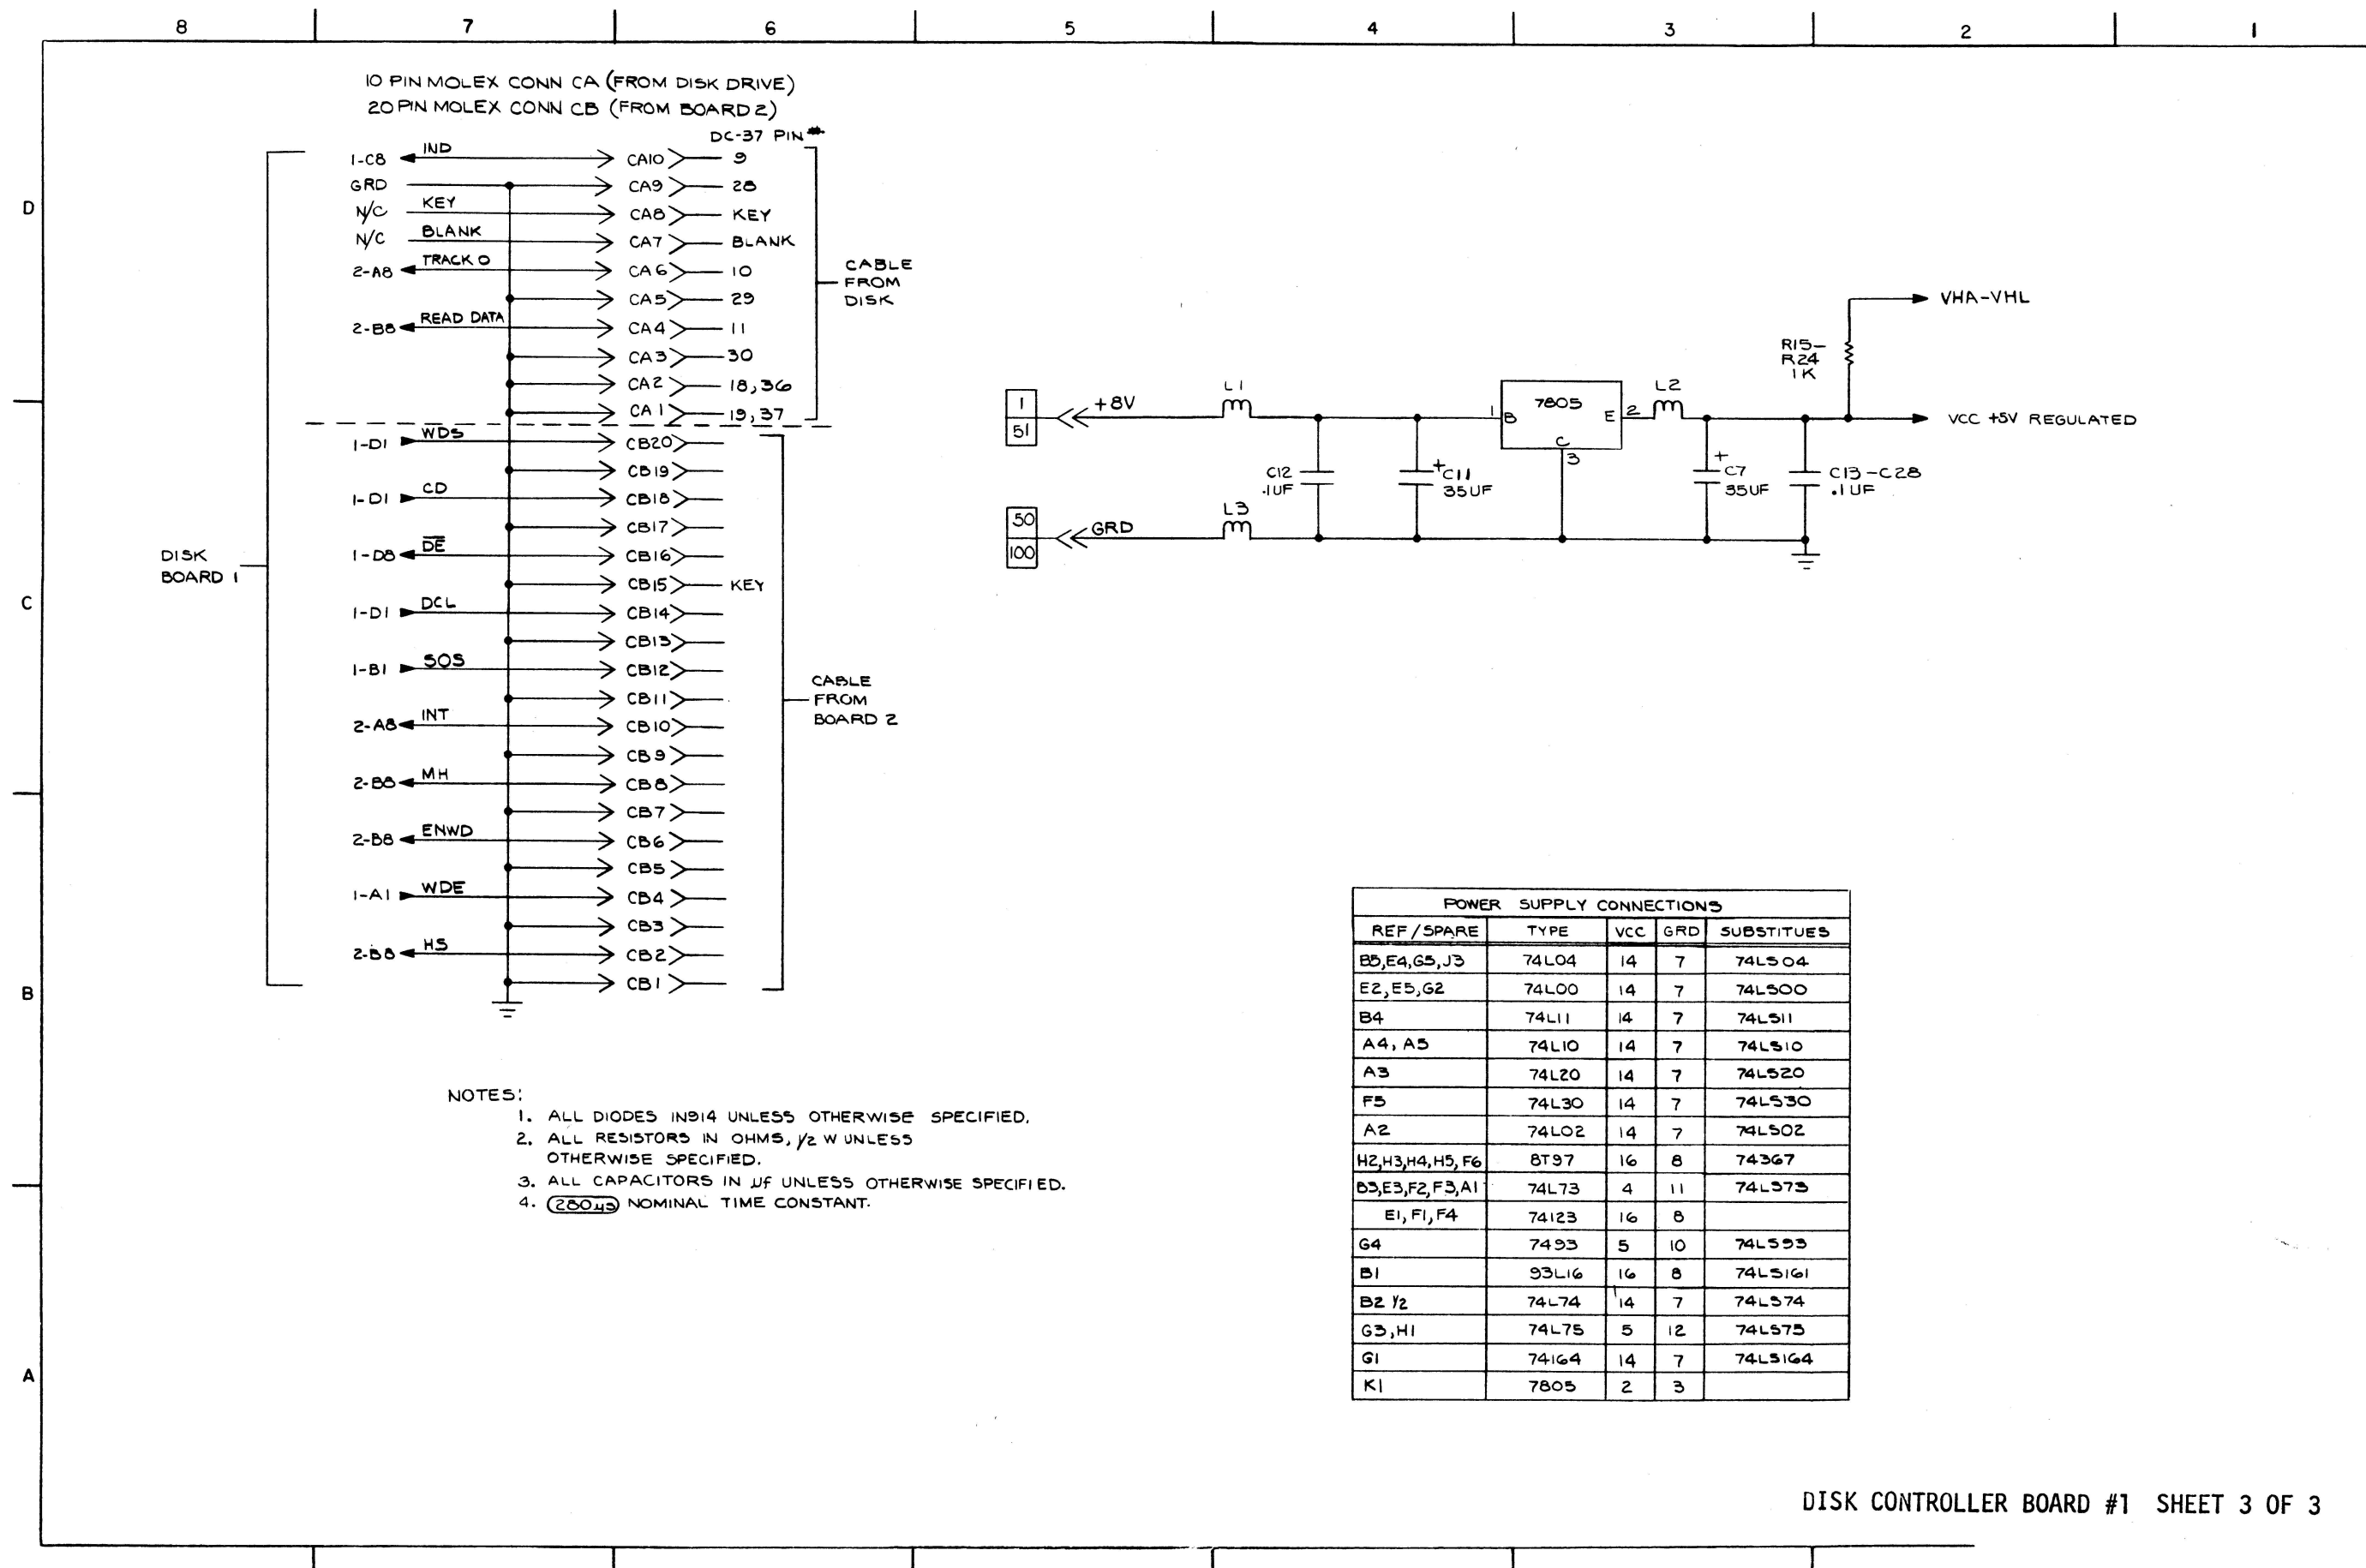 8 7 6 5 4 3 2 1
D
C
B
A
10 PIN MOLEX CONN CA (FROM DISK DRIVE)
20 PIN MOLEX CONN CB (FROM BOARD 2)
DC-37 PIN #
1-C8 IND CA10 9
GRD CA9 28
N/C KEY CA8 KEY
N/C BLANK CA7 BLANK
2-A8 TRACK 0 CA6 10
CA5 29
2-B8 READ DATA CA4 11
CA3 30
CA2 18,36
CA1 19,37
CABLE
FROM
DISK
1-D1 WDS CB20
CB19
1-D1 CD CB18
CB17
1-D8 DE CB16
CB15 KEY
1-D1 DCL CB14
CB13
1-B1 SOS CB12
CB11
2-A8 INT CB10
CB9
2-B8 MH CB8
CB7
2-B8 ENWD CB6
CB5
1-A1 WDE CB4
CB3
2-B8 HS CB2
CB1
DISK
BOARD 1
CABLE
FROM
BOARD 2
VHA-VHL
R15-
R24
1K
1
51
+8V
L1
1 B 7805 E 2
C
3
L2
VCC +5V REGULATED
C12
.1UF
+
C11
35UF
+
C7
35UF
C13-C28
.1UF
50
100
GRD
L3
POWER SUPPLY CONNECTIONS
REF/SPARE TYPE VCC GRD SUBSTITUES
B5,E4,G5,J3 74L04 14 7 74LS04
E2,E5,G2 74L00 14 7 74LS00
B4 74L11 14 7 74LS11
A4, A5 74L10 14 7 74LS10
A3 74L20 14 7 74LS20
F5 74L30 14 7 74LS30
A2 74L02 14 7 74LS02
H2,H3,H4,H5,F6 8T97 16 8 74367
B3,E3,F2,F3,A1 74L73 4 11 74LS73
E1, F1, F4 74123 16 8
G4 7493 5 10 74LS93
B1 93L16 16 8 74LS161
B2 1/2 74L74 14 7 74LS74
G3,H1 74L75 5 12 74LS75
G1 74164 14 7 74LS164
K1 7805 2 3
NOTES:
1. ALL DIODES IN914 UNLESS OTHERWISE SPECIFIED.
2. ALL RESISTORS IN OHMS, 1/2 W UNLESS
OTHERWISE SPECIFIED.
3. ALL CAPACITORS IN µf UNLESS OTHERWISE SPECIFIED.
4. 280µs NOMINAL TIME CONSTANT.
DISK CONTROLLER BOARD #1 SHEET 3 OF 3